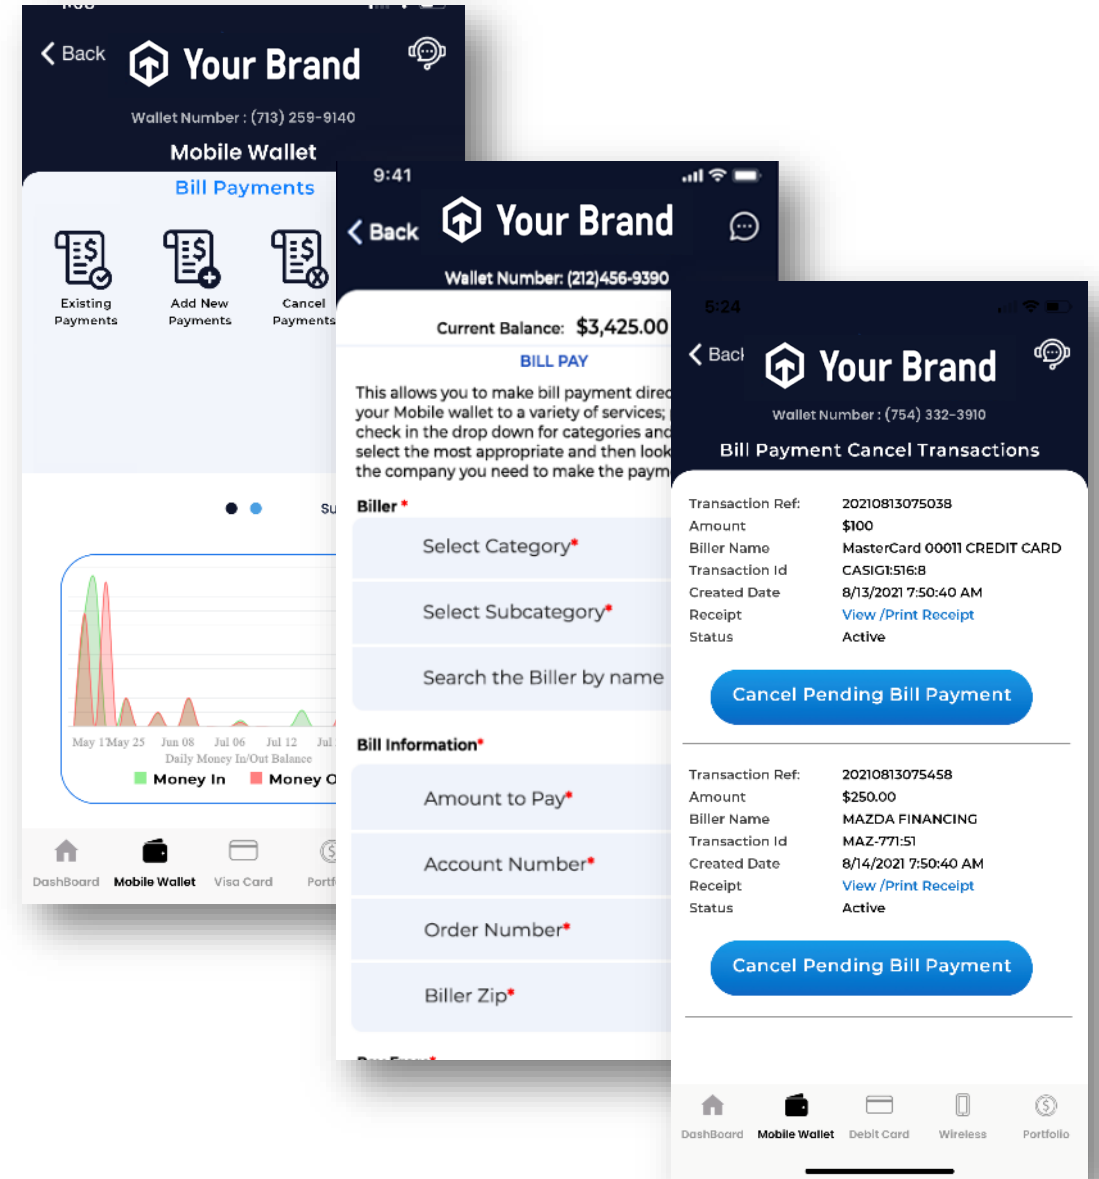 Back
Your Brand
Wallet Number : (713) 259-9140
Mobile Wallet
Bill Payments
Existing Payments
Add New Payments
Cancel Payments
May 25
Jun 08
Jul 06
Jul 12
Jul
Daily Money In/Out Balance
Money In
Money O
DashBoard
Mobile Wallet
Visa Card
9:41
Back
Your Brand
Wallet Number: (212)456-9390
Current Balance: $3,425.00
BILL PAY
This allows you to make bill payment direc
your Mobile wallet to a variety of services;
check in the drop down for categories and
select the most appropriate and then look
the company you need to make the paym
Biller *
Select Category*
Select Subcategory*
Search the Biller by name
Bill Information*
Amount to Pay*
Account Number*
Order Number*
Biller Zip*
5:24
Back
Your Brand
Wallet Number : (754) 332-3910
Bill Payment Cancel Transactions
Transaction Ref: 20210813075038
Amount $100
Biller Name MasterCard 00011 CREDIT CARD
Transaction Id CASIG1:516:8
Created Date 8/13/2021 7:50:40 AM
Receipt View /Print Receipt
Status Active
Cancel Pending Bill Payment
Transaction Ref: 20210813075458
Amount $250.00
Biller Name MAZDA FINANCING
Transaction Id MAZ-771:51
Created Date 8/14/2021 7:50:40 AM
Receipt View /Print Receipt
Status Active
Cancel Pending Bill Payment
DashBoard
Mobile Wallet
Debit Card
Wireless
Portfolio